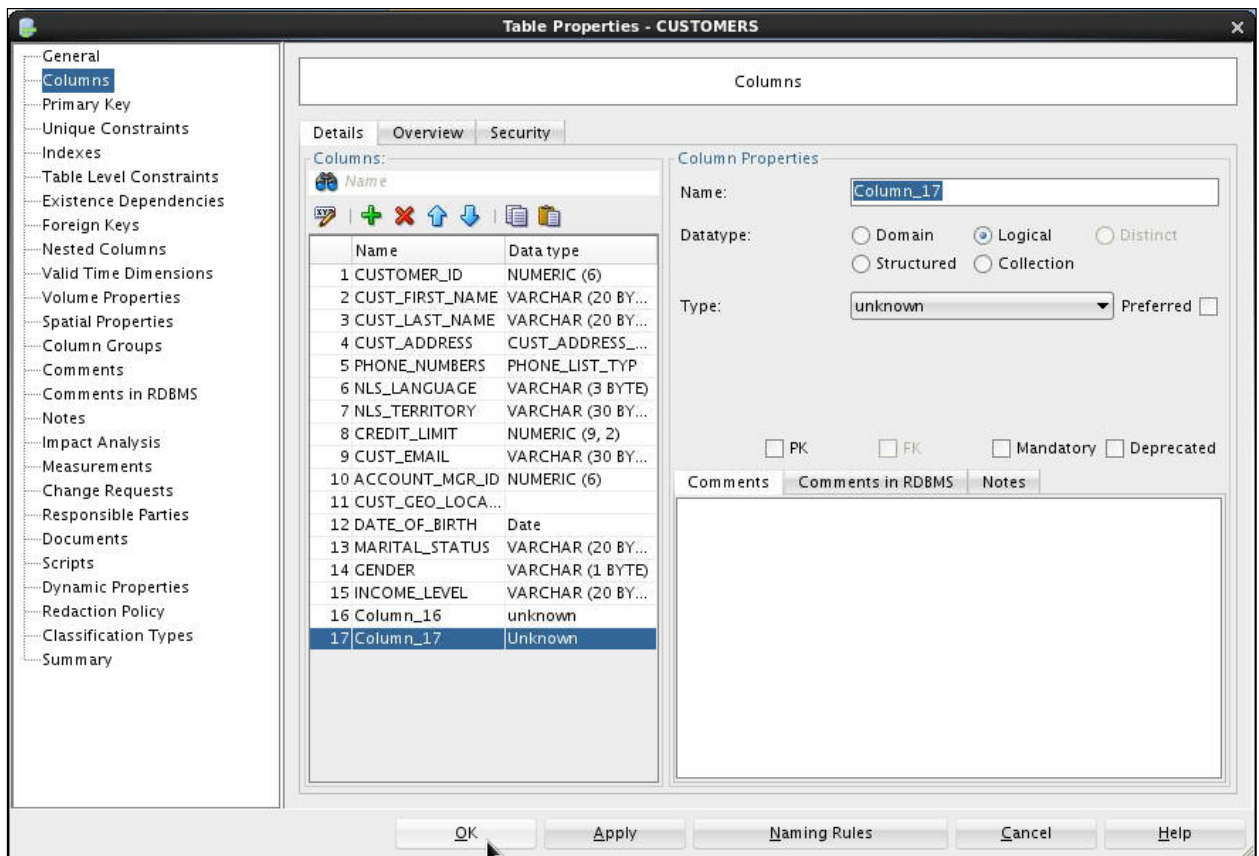 Table Properties - CUSTOMERS
General
Columns
Primary Key
Unique Constraints
Indexes
Table Level Constraints
Existence Dependencies
Foreign Keys
Nested Columns
Valid Time Dimensions
Volume Properties
Spatial Properties
Column Groups
Comments
Comments in RDBMS
Notes
Impact Analysis
Measurements
Change Requests
Responsible Parties
Documents
Scripts
Dynamic Properties
Redaction Policy
Classification Types
Summary
Columns
Details Overview Security
Columns:
Name
Name Data type
1 CUSTOMER_ID NUMERIC (6)
2 CUST_FIRST_NAME VARCHAR (20 BY...
3 CUST_LAST_NAME VARCHAR (20 BY...
4 CUST_ADDRESS CUST_ADDRESS_...
5 PHONE_NUMBERS PHONE_LIST_TYP
6 NLS_LANGUAGE VARCHAR (3 BYTE)
7 NLS_TERRITORY VARCHAR (30 BY...
8 CREDIT_LIMIT NUMERIC (9, 2)
9 CUST_EMAIL VARCHAR (30 BY...
10 ACCOUNT_MGR_ID NUMERIC (6)
11 CUST_GEO_LOCA...
12 DATE_OF_BIRTH Date
13 MARITAL_STATUS VARCHAR (20 BY...
14 GENDER VARCHAR (1 BYTE)
15 INCOME_LEVEL VARCHAR (20 BY...
16 Column_16 unknown
17 Column_17 Unknown
Column Properties
Name: Column_17
Datatype: Domain Logical Distinct
Structured Collection
Type: unknown Preferred
PK FK Mandatory Deprecated
Comments Comments in RDBMS Notes
OK Apply Naming Rules Cancel Help